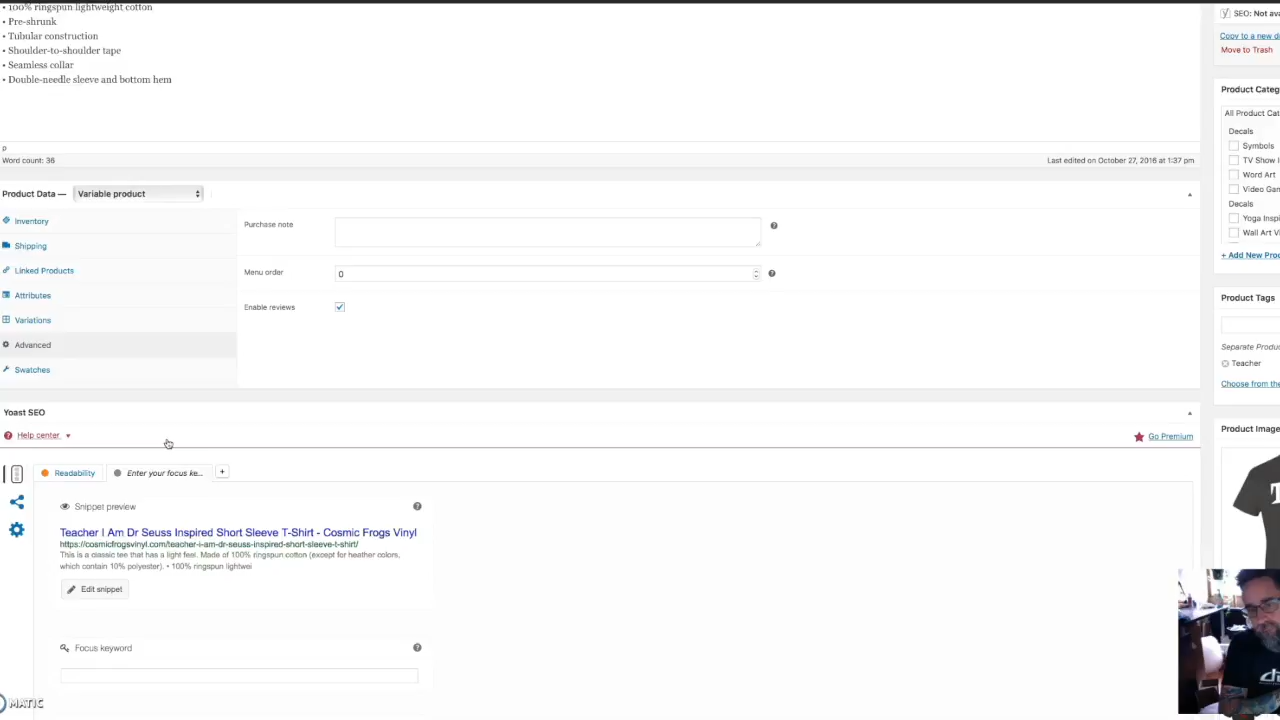 • 100% ringspun lightweight cotton
• Pre-shrunk
• Tubular construction
• Shoulder-to-shoulder tape
• Seamless collar
• Double-needle sleeve and bottom hem
p
Word count: 36
Last edited on October 27, 2016 at 1:37 pm
Product Data — Variable product
Inventory
Shipping
Linked Products
Attributes
Variations
Advanced
Swatches
Purchase note
Menu order 0
Enable reviews
Yoast SEO
Help center
Go Premium
Readability
Enter your focus ke...
+
Snippet preview
Teacher I Am Dr Seuss Inspired Short Sleeve T-Shirt - Cosmic Frogs Vinyl
https://cosmicfrogsvinyl.com/teacher-i-am-dr-seuss-inspired-short-sleeve-t-shirt/
This is a classic tee that has a light feel. Made of 100% ringspun cotton (except for heather colors,
which contain 10% polyester). • 100% ringspun lightwei
Edit snippet
Focus keyword
SEO: Not ava
Copy to a new d
Move to Trash
Product Categ
All Product Cat
Decals
Symbols
TV Show I
Word Art
Video Gam
Decals
Yoga Inspi
Wall Art Vi
+ Add New Prod
Product Tags
Separate Produc
Teacher
Choose from the
Product Image
MATIC